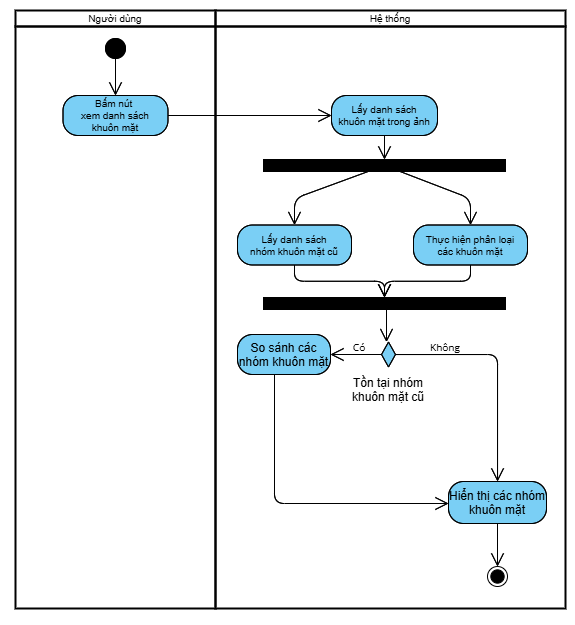 Người dùng
Hệ thống
Bấm nút
xem danh sách
khuôn mặt
Lấy danh sách
khuôn mặt trong ảnh
Lấy danh sách
nhóm khuôn mặt cũ
Thực hiện phân loại
các khuôn mặt
So sánh các
nhóm khuôn mặt
Có
Không
Tồn tại nhóm
khuôn mặt cũ
Hiển thị các nhóm
khuôn mặt